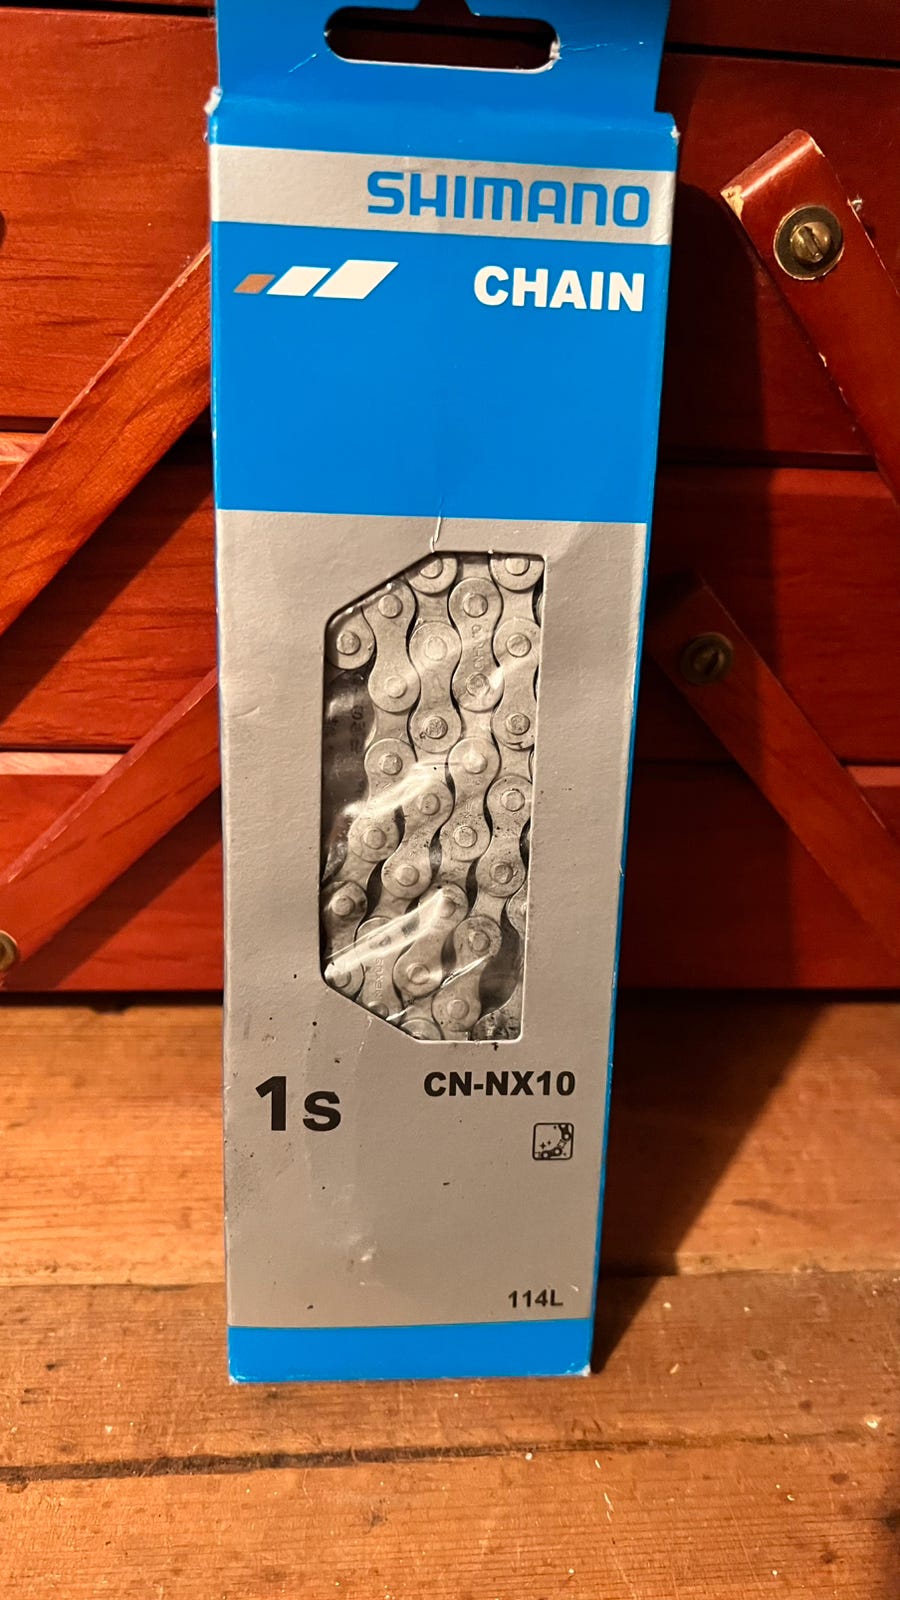 SHIMANO
CHAIN
1s
CN-NX10
114L